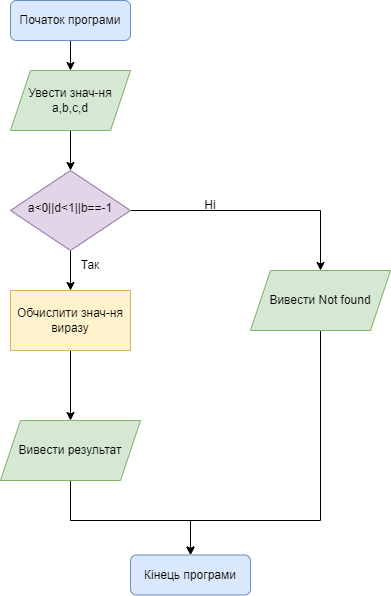 Початок програми
Увести знач-ня
a,b,c,d
a<0||d<1||b==-1
Ні
Так
Обчислити знач-ня
виразу
Вивести Not found
Вивести результат
Кінець програми